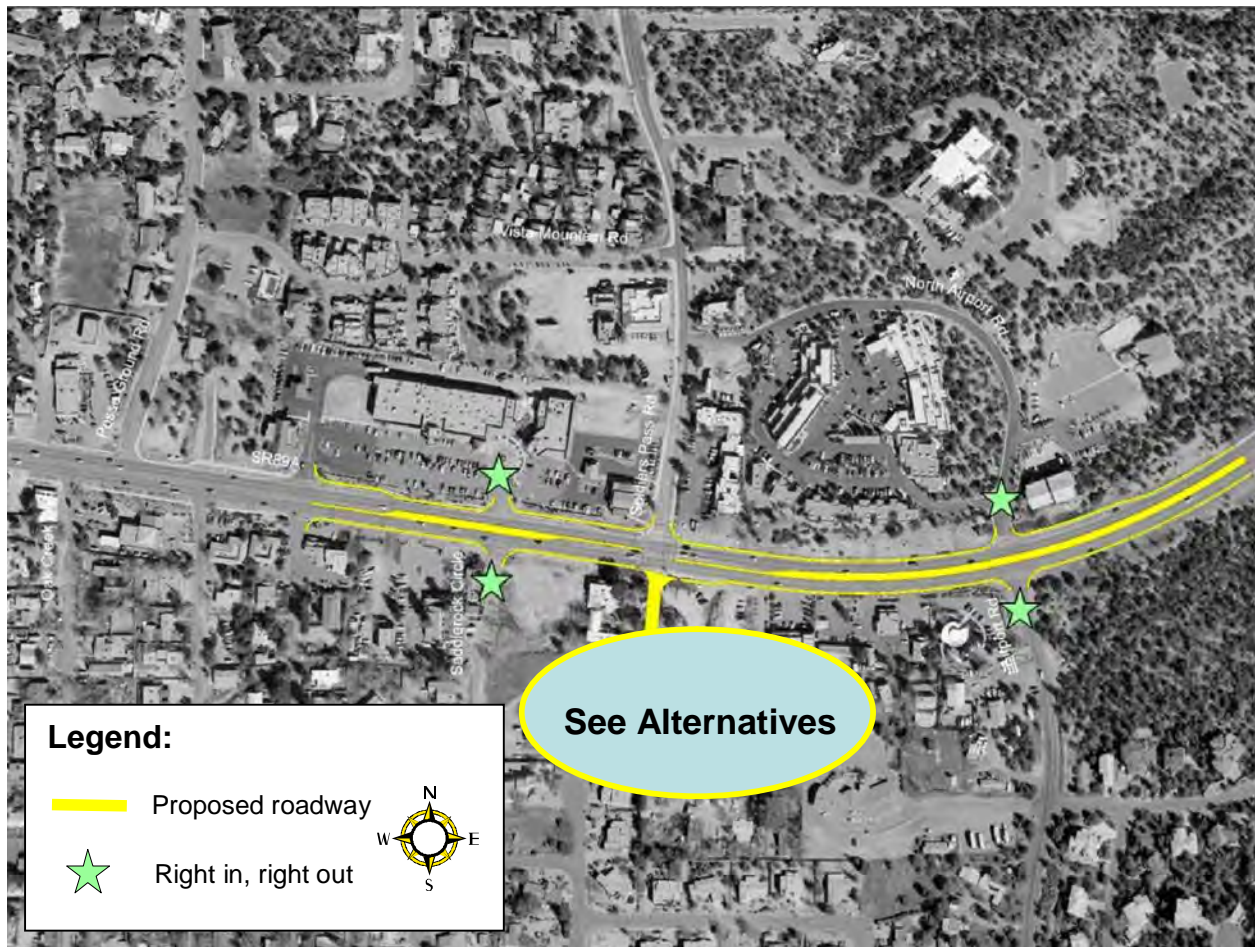 Vista Mountain Rd
North Airport Rd
Posse Ground Rd
Soldiers Pass Rd
SR89A
Oak Creek
Saddlerock Circle
Airport Rd
See Alternatives
Legend:
Proposed roadway
Right in, right out
N
W
E
S